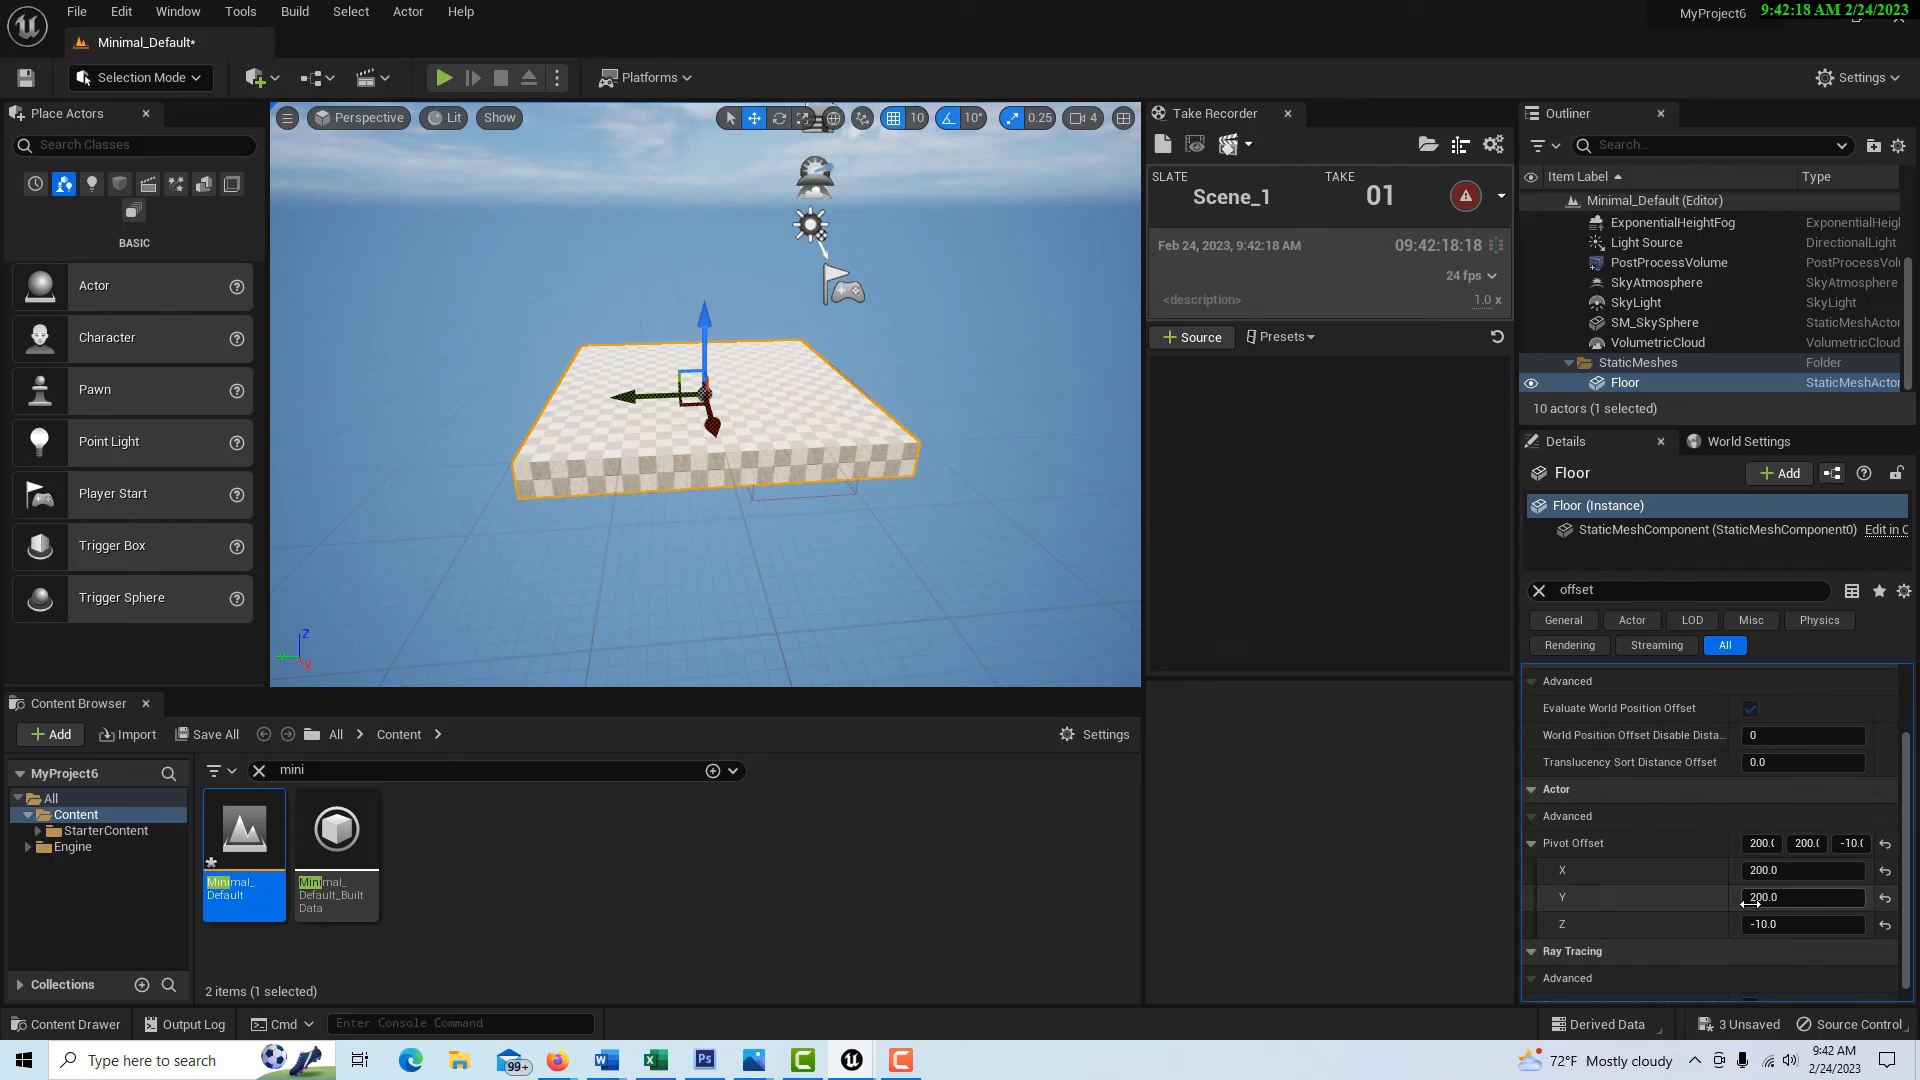 File Edit Window Tools Build Select Actor Help
MyProject6 9:42:18 AM 2/24/2023
Minimal_Default*
Selection Mode
Platforms
Settings
Place Actors
Search Classes
BASIC
Actor
Character
Pawn
Point Light
Player Start
Trigger Box
Trigger Sphere
Perspective Lit Show
10 10° 0.25 4
Z
X
Take Recorder
SLATE
Scene_1
TAKE
01
Feb 24, 2023, 9:42:18 AM
09:42:18:18
24 fps
<description>
1.0 x
Source
Presets
Outliner
Search...
Item Label Type
Minimal_Default (Editor)
ExponentialHeightFog ExponentialHeigl
Light Source DirectionalLight
PostProcessVolume PostProcessVolu
SkyAtmosphere SkyAtmosphere
SkyLight SkyLight
SM_SkySphere StaticMeshActor
VolumetricCloud VolumetricCloud
StaticMeshes Folder
Floor StaticMeshActor
10 actors (1 selected)
Details
World Settings
Floor
Add
Floor (Instance)
StaticMeshComponent (StaticMeshComponent0) Edit in C
offset
General Actor LOD Misc Physics
Rendering Streaming All
Advanced
Evaluate World Position Offset
World Position Offset Disable Dista... 0
Translucency Sort Distance Offset 0.0
Actor
Advanced
Pivot Offset 200.( 200.( -10.(
X 200.0
Y 200.0
Z -10.0
Ray Tracing
Advanced
Content Browser
Add Import Save All All Content Settings
MyProject6
All
Content
StarterContent
Engine
Collections
mini
Minimal_
Default
Minimal_
Default_Built
Data
2 items (1 selected)
Content Drawer Output Log Cmd Enter Console Command
Derived Data 3 Unsaved Source Control
Type here to search
99+
72°F Mostly cloudy
9:42 AM
2/24/2023